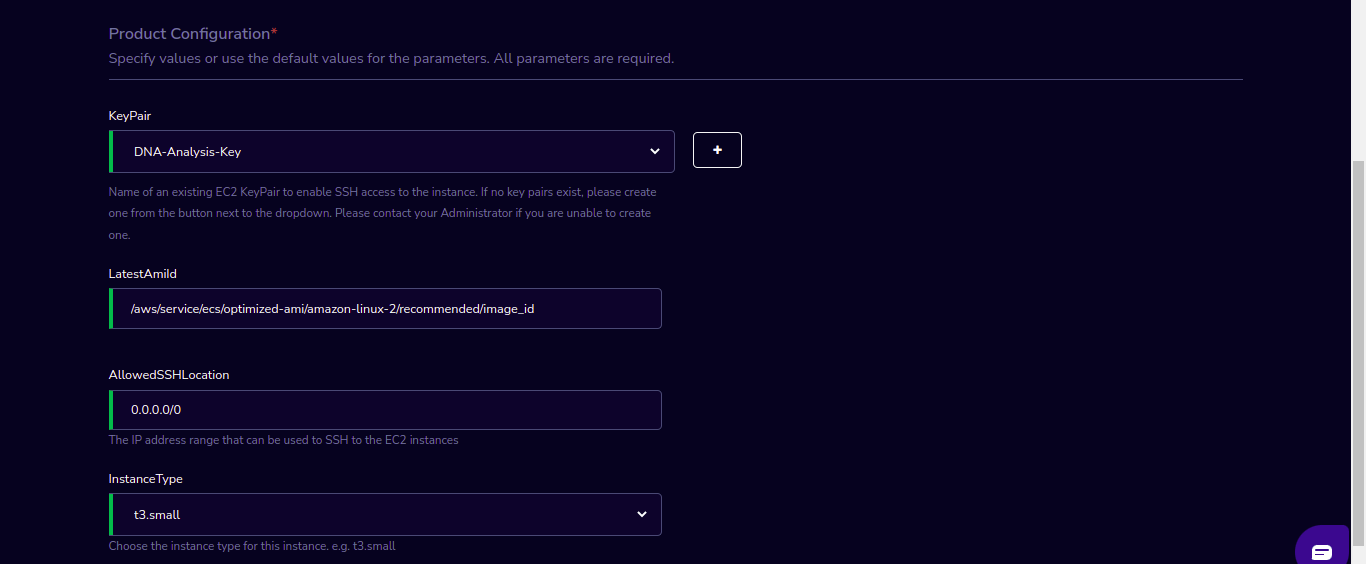 Product Configuration*
Specify values or use the default values for the parameters. All parameters are required.
KeyPair
DNA-Analysis-Key
+
Name of an existing EC2 KeyPair to enable SSH access to the instance. If no key pairs exist, please create
one from the button next to the dropdown. Please contact your Administrator if you are unable to create
one.
LatestAmiId
/aws/service/ecs/optimized-ami/amazon-linux-2/recommended/image_id
AllowedSSHLocation
0.0.0.0/0
The IP address range that can be used to SSH to the EC2 instances
InstanceType
t3.small
Choose the instance type for this instance. e.g. t3.small